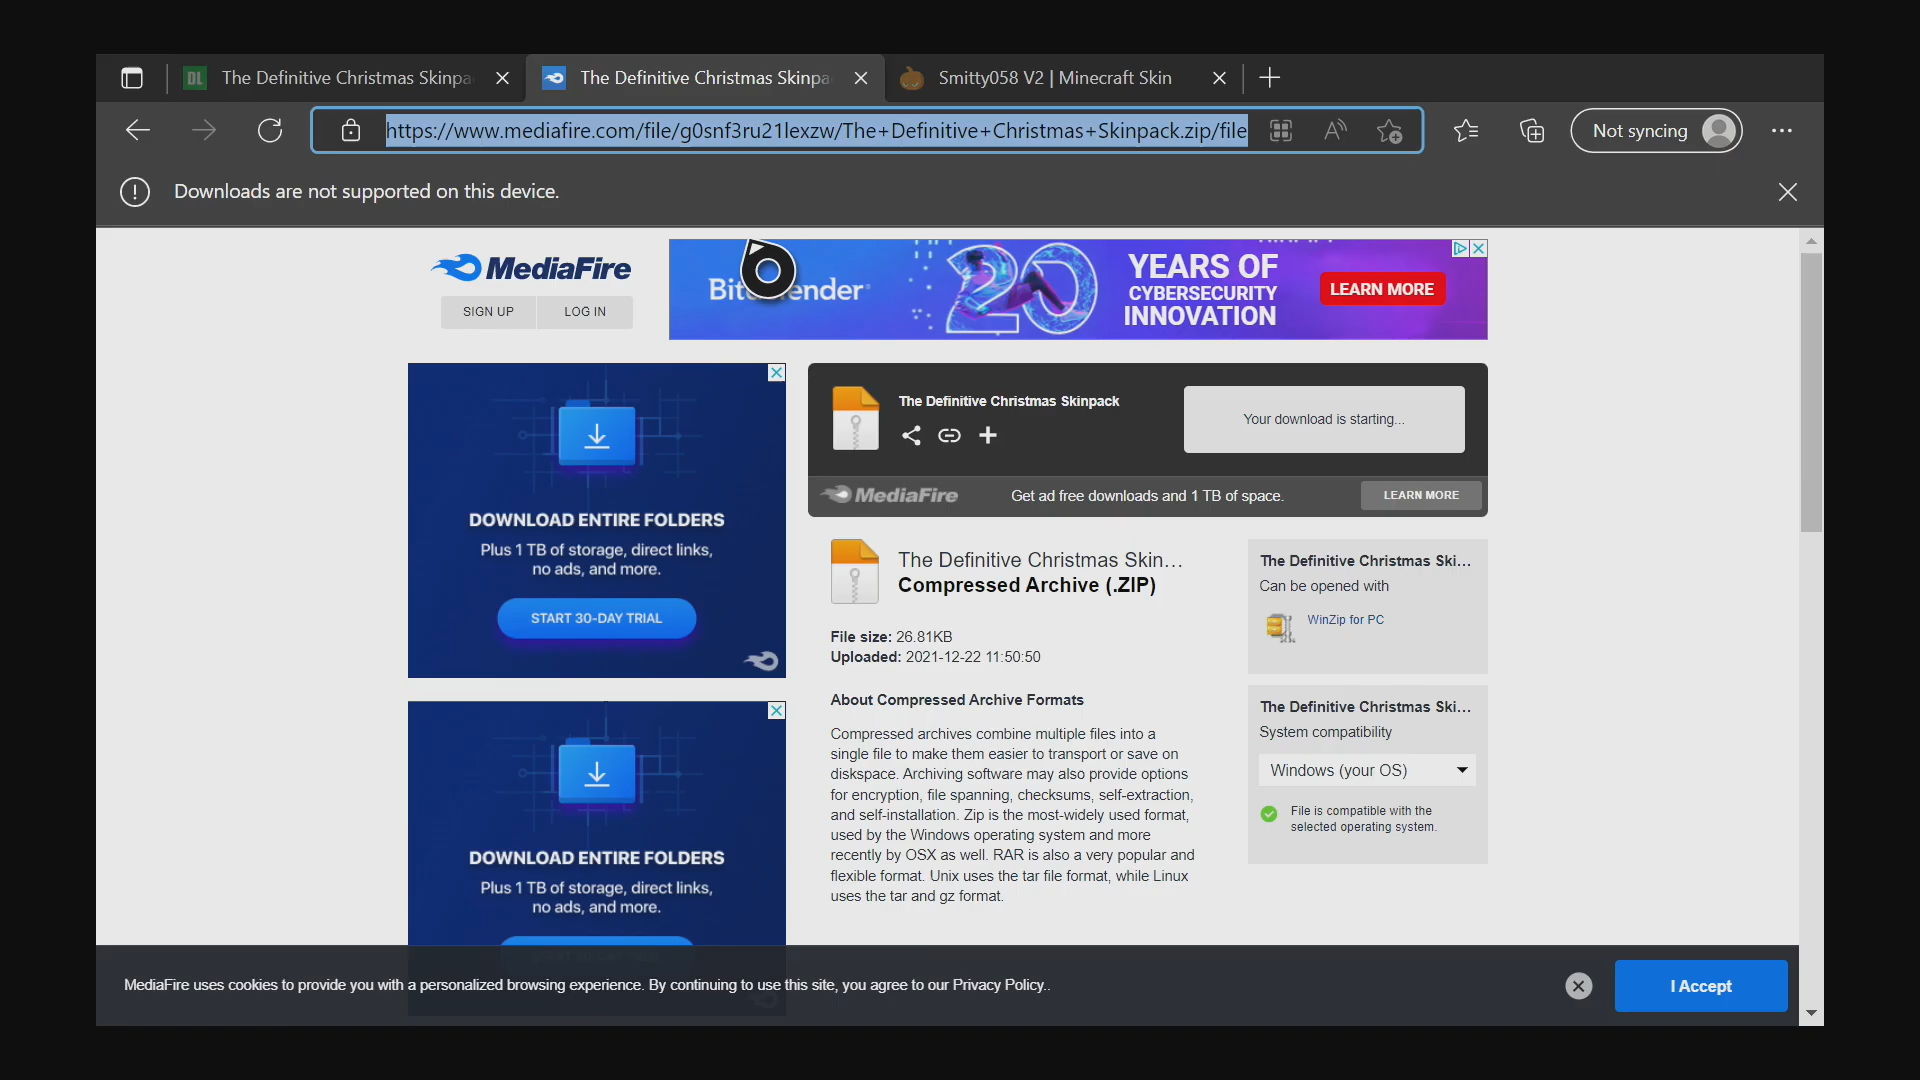 The Definitive Christmas Skinpa
The Definitive Christmas Skinpa
Smitty058 V2 | Minecraft Skin
https://www.mediafire.com/file/g0snf3ru21lexzw/The+Definitive+Christmas+Skinpack.zip/file
Not syncing
Downloads are not supported on this device.
MediaFire
SIGN UP
LOG IN
20
YEARS OF
CYBERSECURITY
INNOVATION
LEARN MORE
The Definitive Christmas Skinpack
Your download is starting...
MediaFire
Get ad free downloads and 1 TB of space.
LEARN MORE
DOWNLOAD ENTIRE FOLDERS
Plus 1 TB of storage, direct links,
no ads, and more.
START 30-DAY TRIAL
The Definitive Christmas Skin...
Compressed Archive (.ZIP)
File size: 26.81KB
Uploaded: 2021-12-22 11:50:50
About Compressed Archive Formats
Compressed archives combine multiple files into a
single file to make them easier to transport or save on
diskspace. Archiving software may also provide options
for encryption, file spanning, checksums, self-extraction,
and self-installation. Zip is the most-widely used format,
used by the Windows operating system and more
recently by OSX as well. RAR is also a very popular and
flexible format. Unix uses the tar file format, while Linux
uses the tar and gz format.
The Definitive Christmas Ski...
Can be opened with
WinZip for PC
The Definitive Christmas Ski...
System compatibility
Windows (your OS)
File is compatible with the
selected operating system.
DOWNLOAD ENTIRE FOLDERS
Plus 1 TB of storage, direct links,
no ads, and more.
MediaFire uses cookies to provide you with a personalized browsing experience. By continuing to use this site, you agree to our Privacy Policy..
I Accept